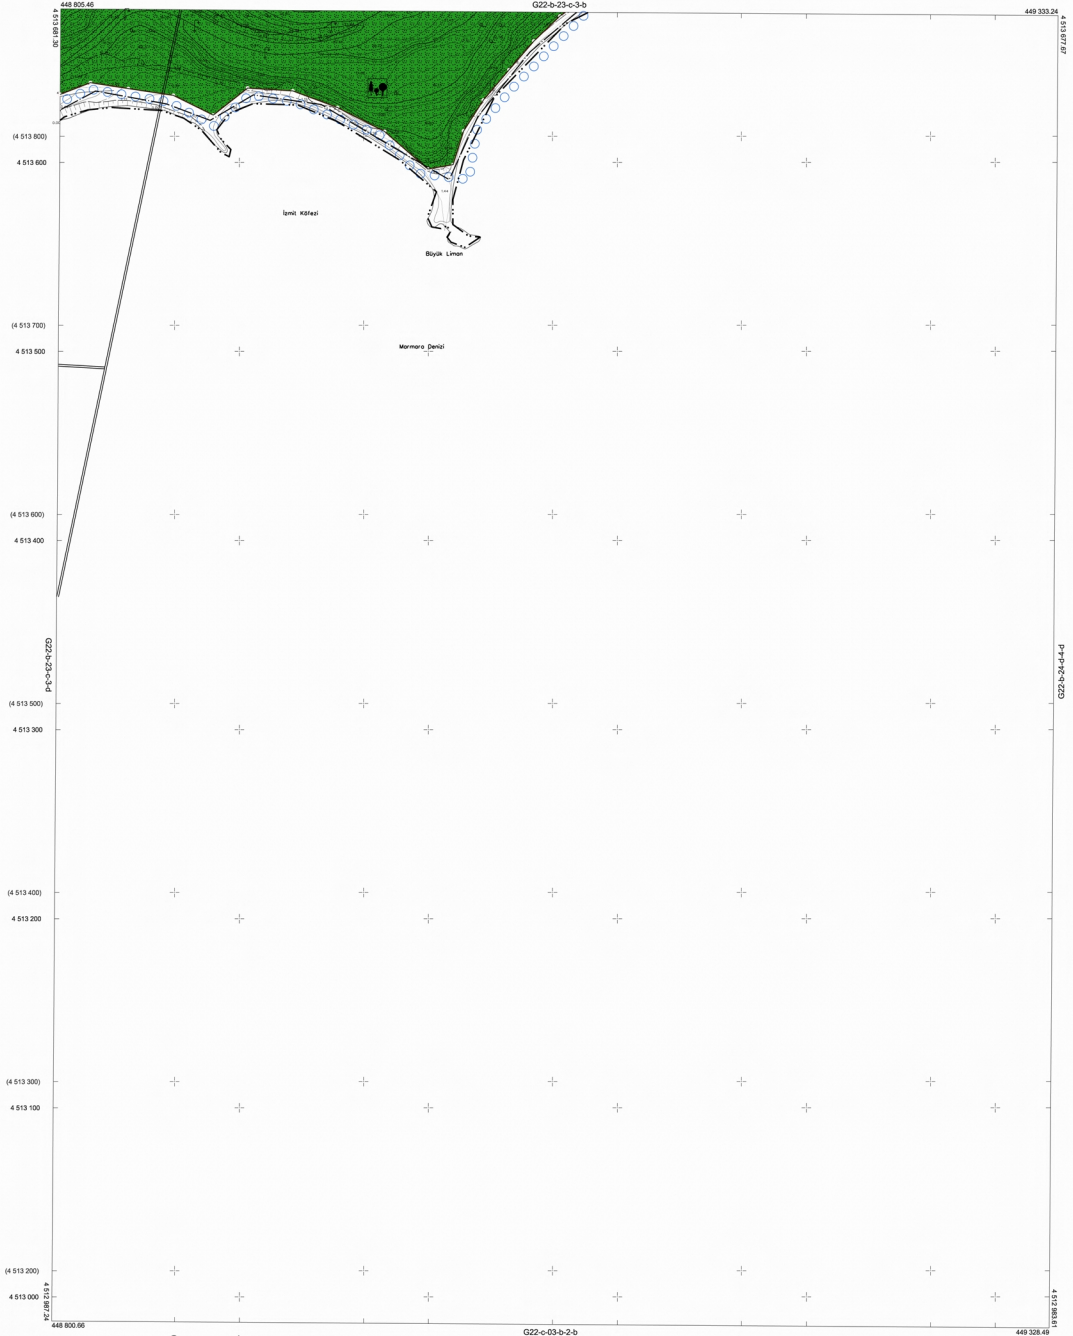 448 805.46
G22-b-23-c-3-b
449 333.24
4 513 681.30
4 513 677.67
(4 513 800)
4 513 600
İzmit Köfezi
Büyük Liman
(4 513 700)
4 513 500
Marmara Denizi
(4 513 600)
4 513 400
G22-b-23-c-3-d
G22-b-24-d-4-d
(4 513 500)
4 513 300
(4 513 400)
4 513 200
(4 513 300)
4 513 100
(4 513 200)
4 513 000
4 512 987.24
4 512 983.61
448 800.66
G22-c-03-b-2-b
449 328.49